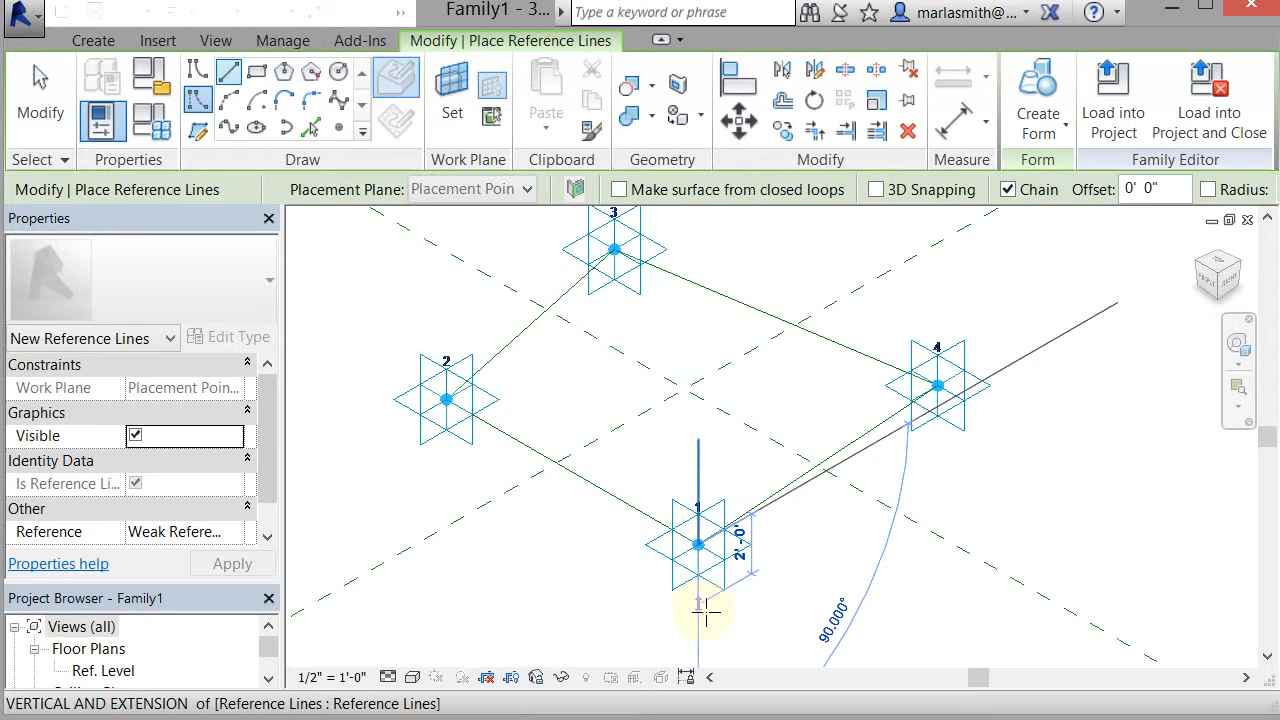 Family1 - 3...
Type a keyword or phrase
marlasmith@...
Create Insert View Manage Add-Ins Modify | Place Reference Lines
Modify
Select
Properties
Draw
Set
Work Plane
Paste
Clipboard
Geometry
Modify
Measure
Create Form
Form
Load into Project
Load into Project and Close
Family Editor
Modify | Place Reference Lines
Placement Plane: Placement Poin
Make surface from closed loops
3D Snapping
Chain
Offset: 0' 0"
Radius:
Properties
New Reference Lines
Edit Type
Constraints
Work Plane Placement Poin...
Graphics
Visible
Identity Data
Is Reference Li...
Other
Reference Weak Refere...
Properties help
Apply
Project Browser - Family1
Views (all)
Floor Plans
Ref. Level
3
2
4
1
2' - 0"
90.000°
1/2" = 1'-0"
VERTICAL AND EXTENSION of [Reference Lines : Reference Lines]